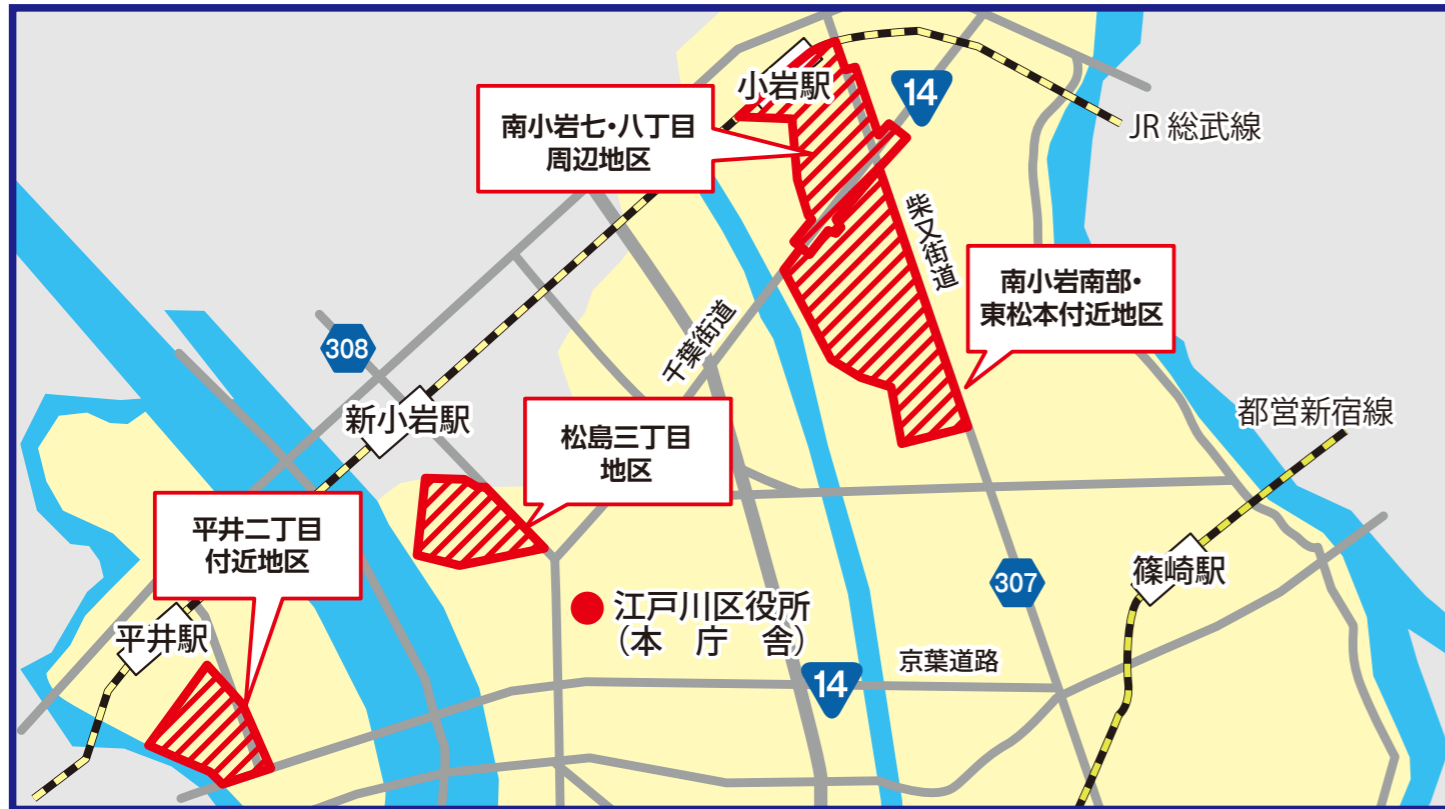 小岩駅
14
JR 総武線
南小岩七・八丁目
周辺地区
柴又街道
南小岩南部・
東松本付近地区
308
千葉街道
新小岩駅
松島三丁目
地区
都営新宿線
平井二丁目
付近地区
307
篠崎駅
江戸川区役所
（本 庁 舎）
平井駅
京葉道路
14